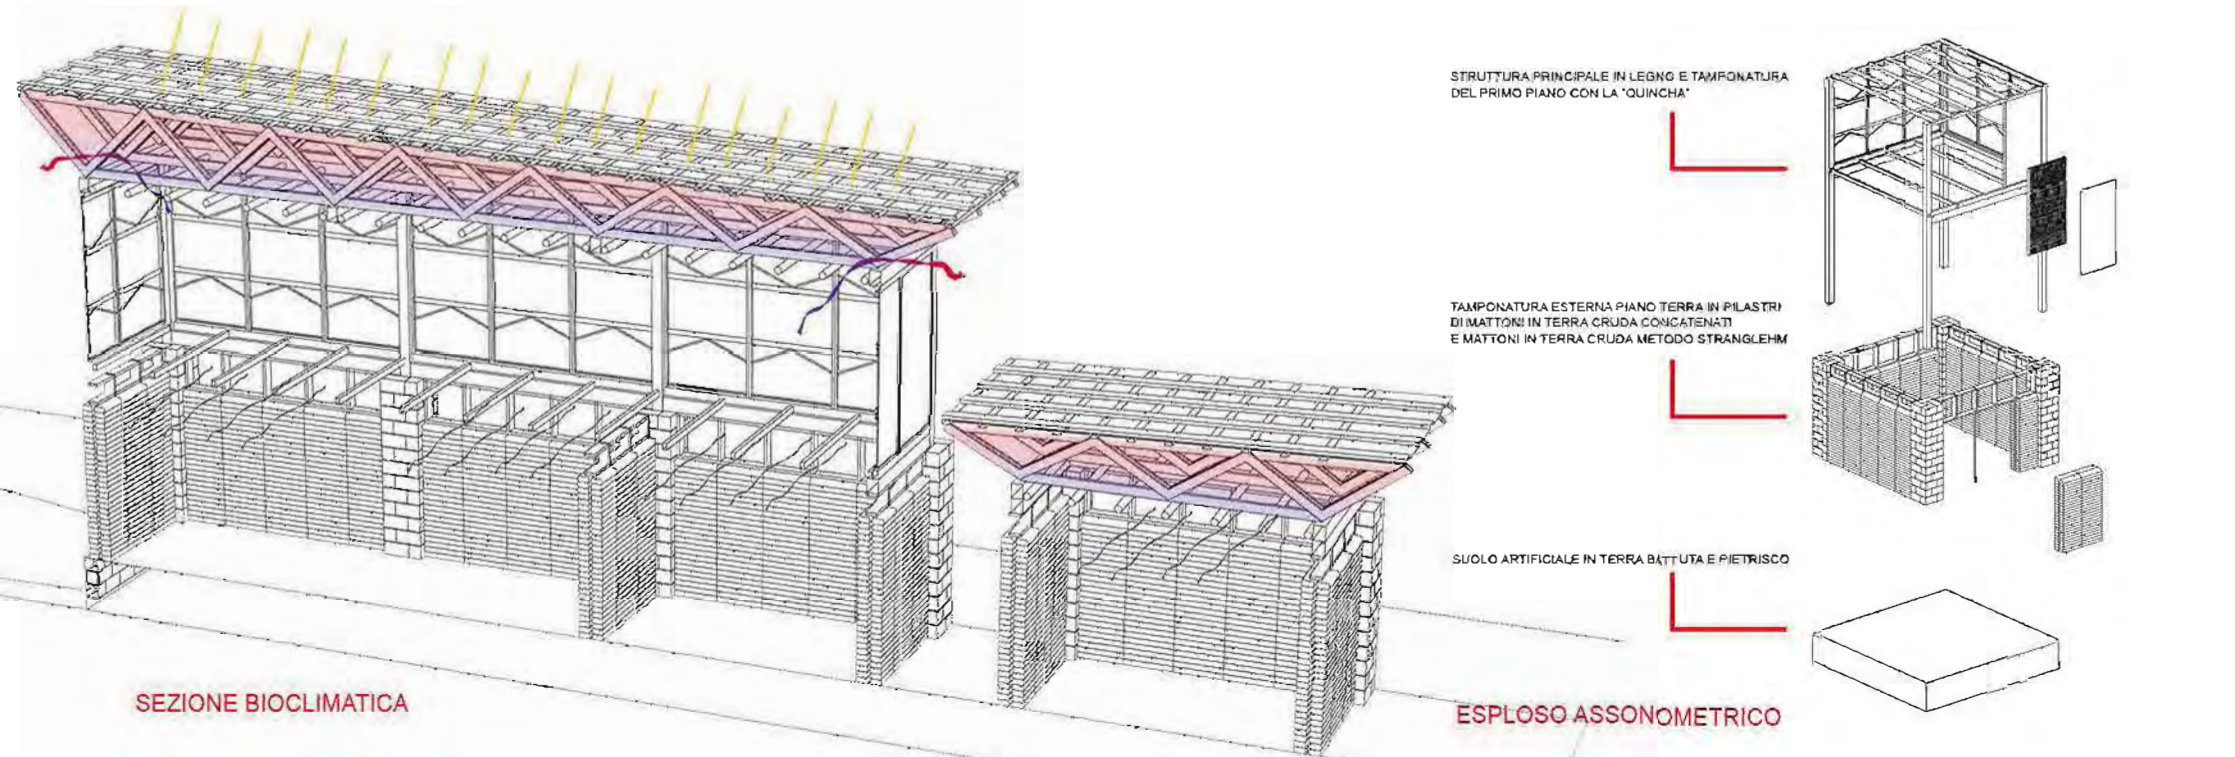 STRUTTURA PRINCIPALE IN LEGNO E TAMPONATURA
DEL PRIMO PIANO CON LA "QUINCHA"
TAMPONATURA ESTERNA PIANO TERRA IN PILASTRI
DI MATTONI IN TERRA CRUDA CONCATENATI
E MATTONI IN TERRA CRUDA METODO STRANGLEHM
SUOLO ARTIFICIALE IN TERRA BATTUTA E PIETRISCO
SEZIONE BIOCLIMATICA
ESPLOSO ASSONOMETRICO